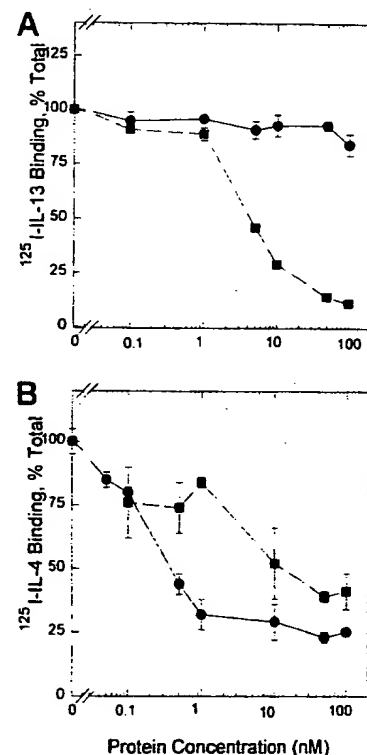 A
125
100
75
50
25
0
¹²⁵I-IL-13 Binding, % Total
0 0.1 1 10 100
B
100
75
50
25
0
¹²⁵I-IL-4 Binding, % Total
0 0.1 1 10 100
Protein Concentration (nM)